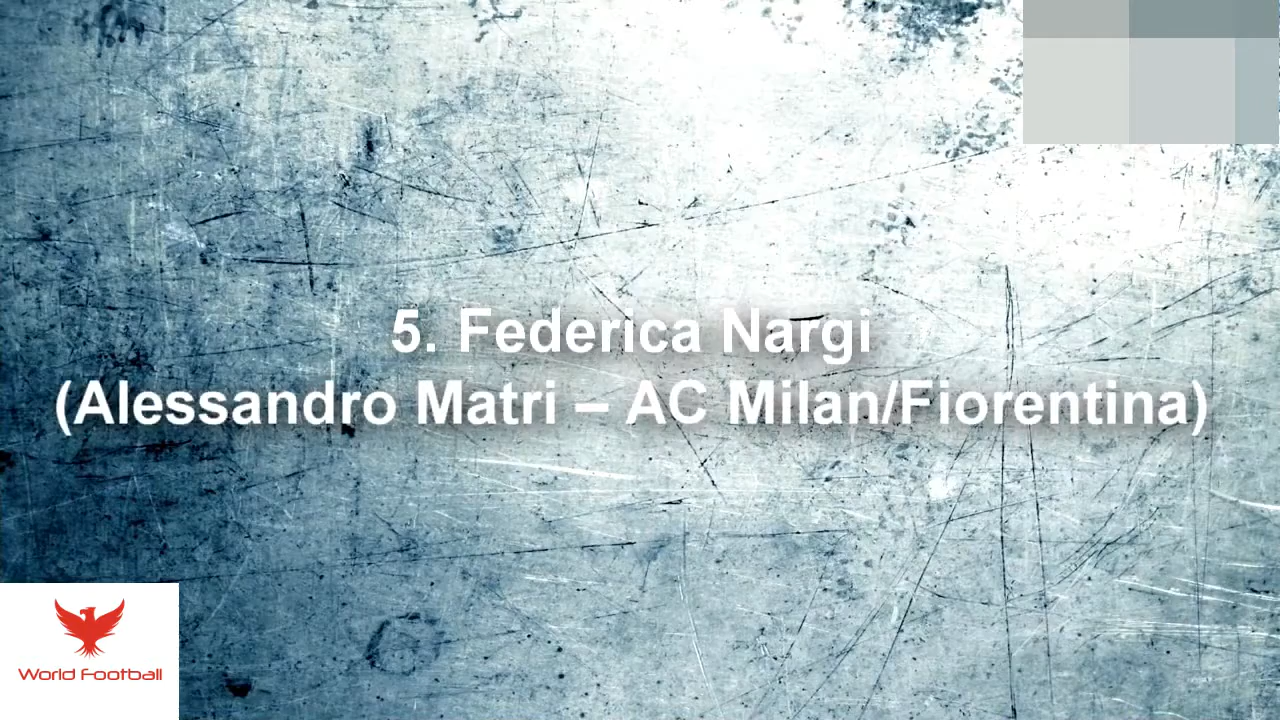 5. Federica Nargi
(Alessandro Matri – AC Milan/Fiorentina)
World Football